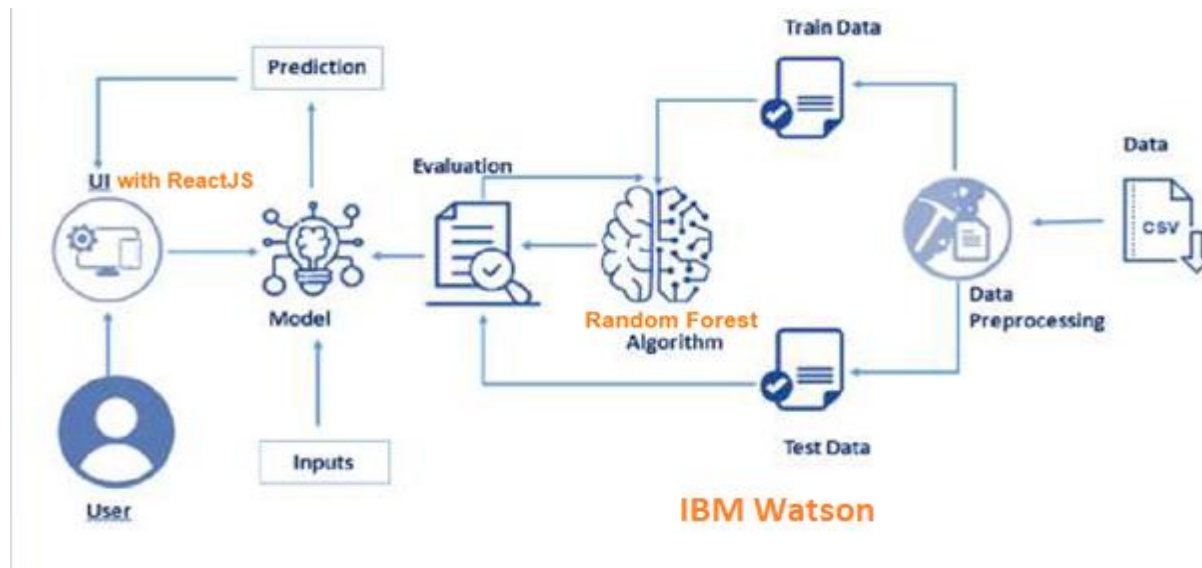 Train Data
Prediction
Data
Evaluation
UI with ReactJS
CSV
Model
Random Forest
Algorithm
Data
Preprocessing
Test Data
Inputs
User
IBM Watson